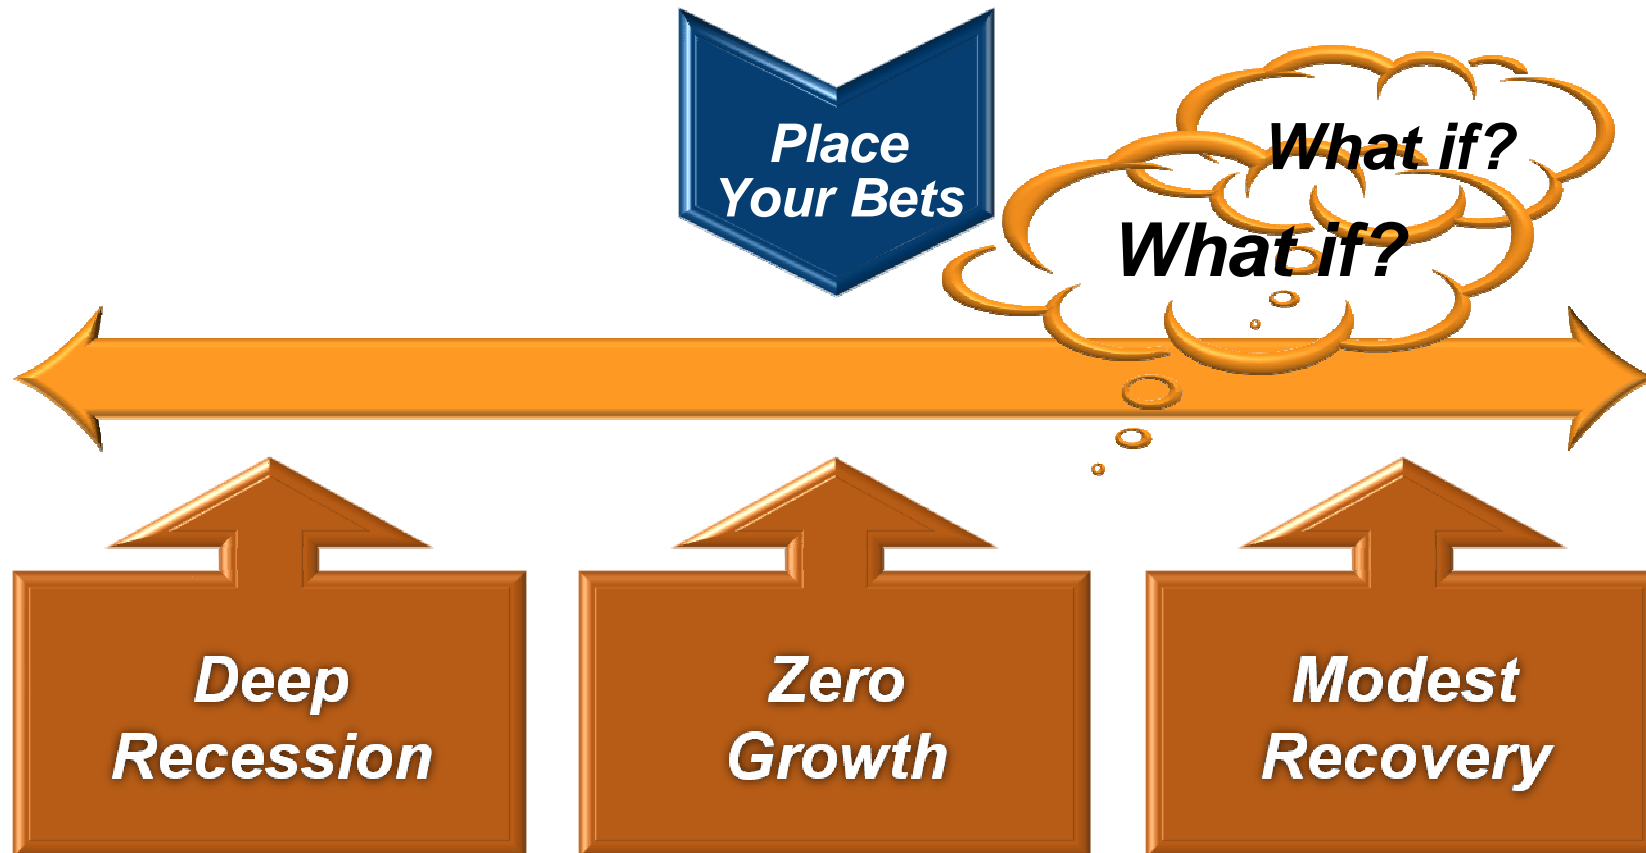 Place
Your Bets
What if?
What if?
Deep
Recession
Zero
Growth
Modest
Recovery